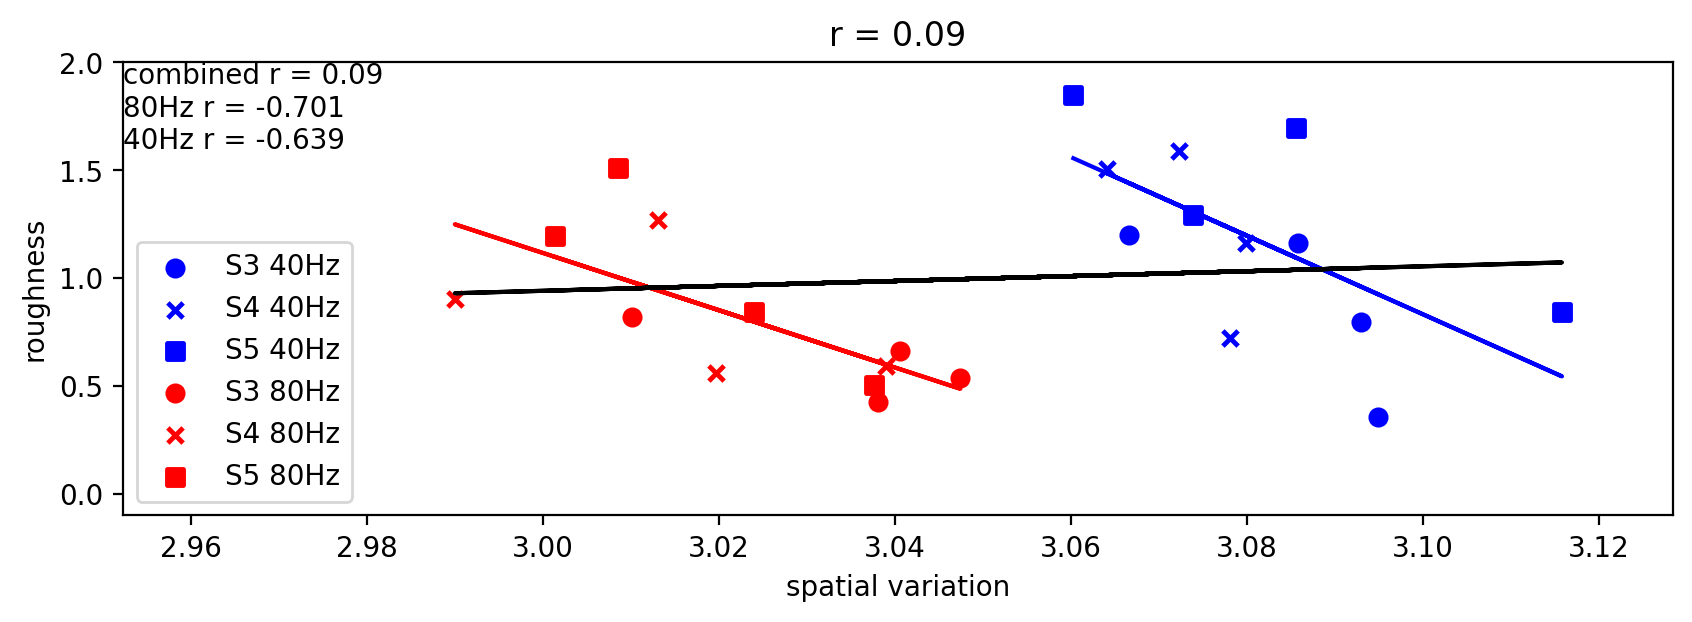 r = 0.09
combined r = 0.09
80Hz r = -0.701
40Hz r = -0.639
2.0
1.5
1.0
0.5
0.0
roughness
S3 40Hz
S4 40Hz
S5 40Hz
S3 80Hz
S4 80Hz
S5 80Hz
2.96 2.98 3.00 3.02 3.04 3.06 3.08 3.10 3.12
spatial variation